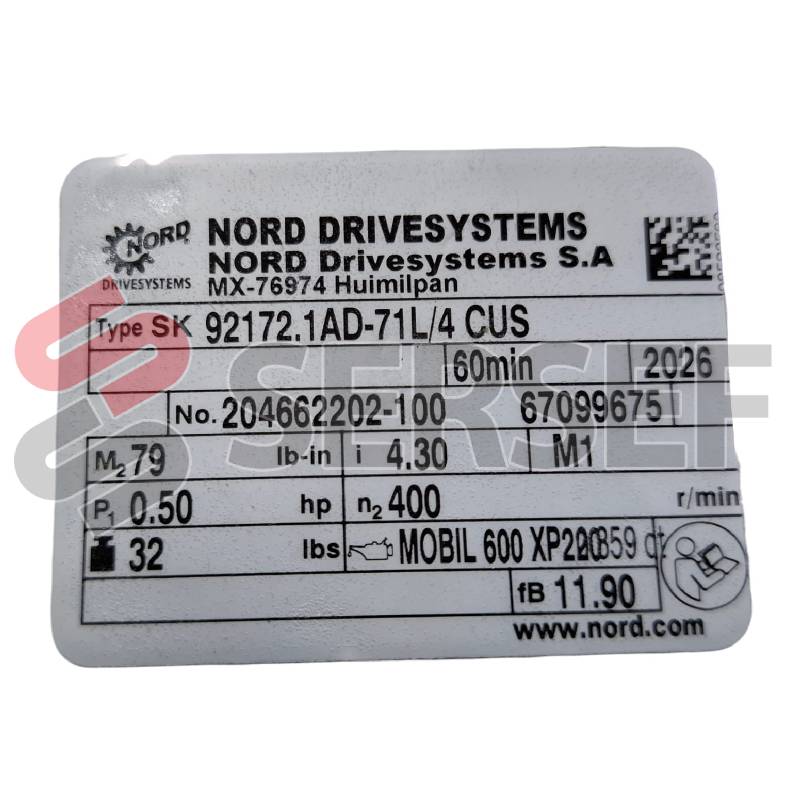 NORD
DRIVESYSTEMS
NORD DRIVESYSTEMS
NORD Drivesystems S.A
MX-76974 Huimilpan
Type SK 92172.1AD-71L/4 CUS
60min 2026
No. 204662202-100 67099675
M2 79 lb-in i 4.30 M1
P1 0.50 hp n2 400 r/min
32 lbs MOBIL 600
fB 11.90
www.nord.com
SERSEF